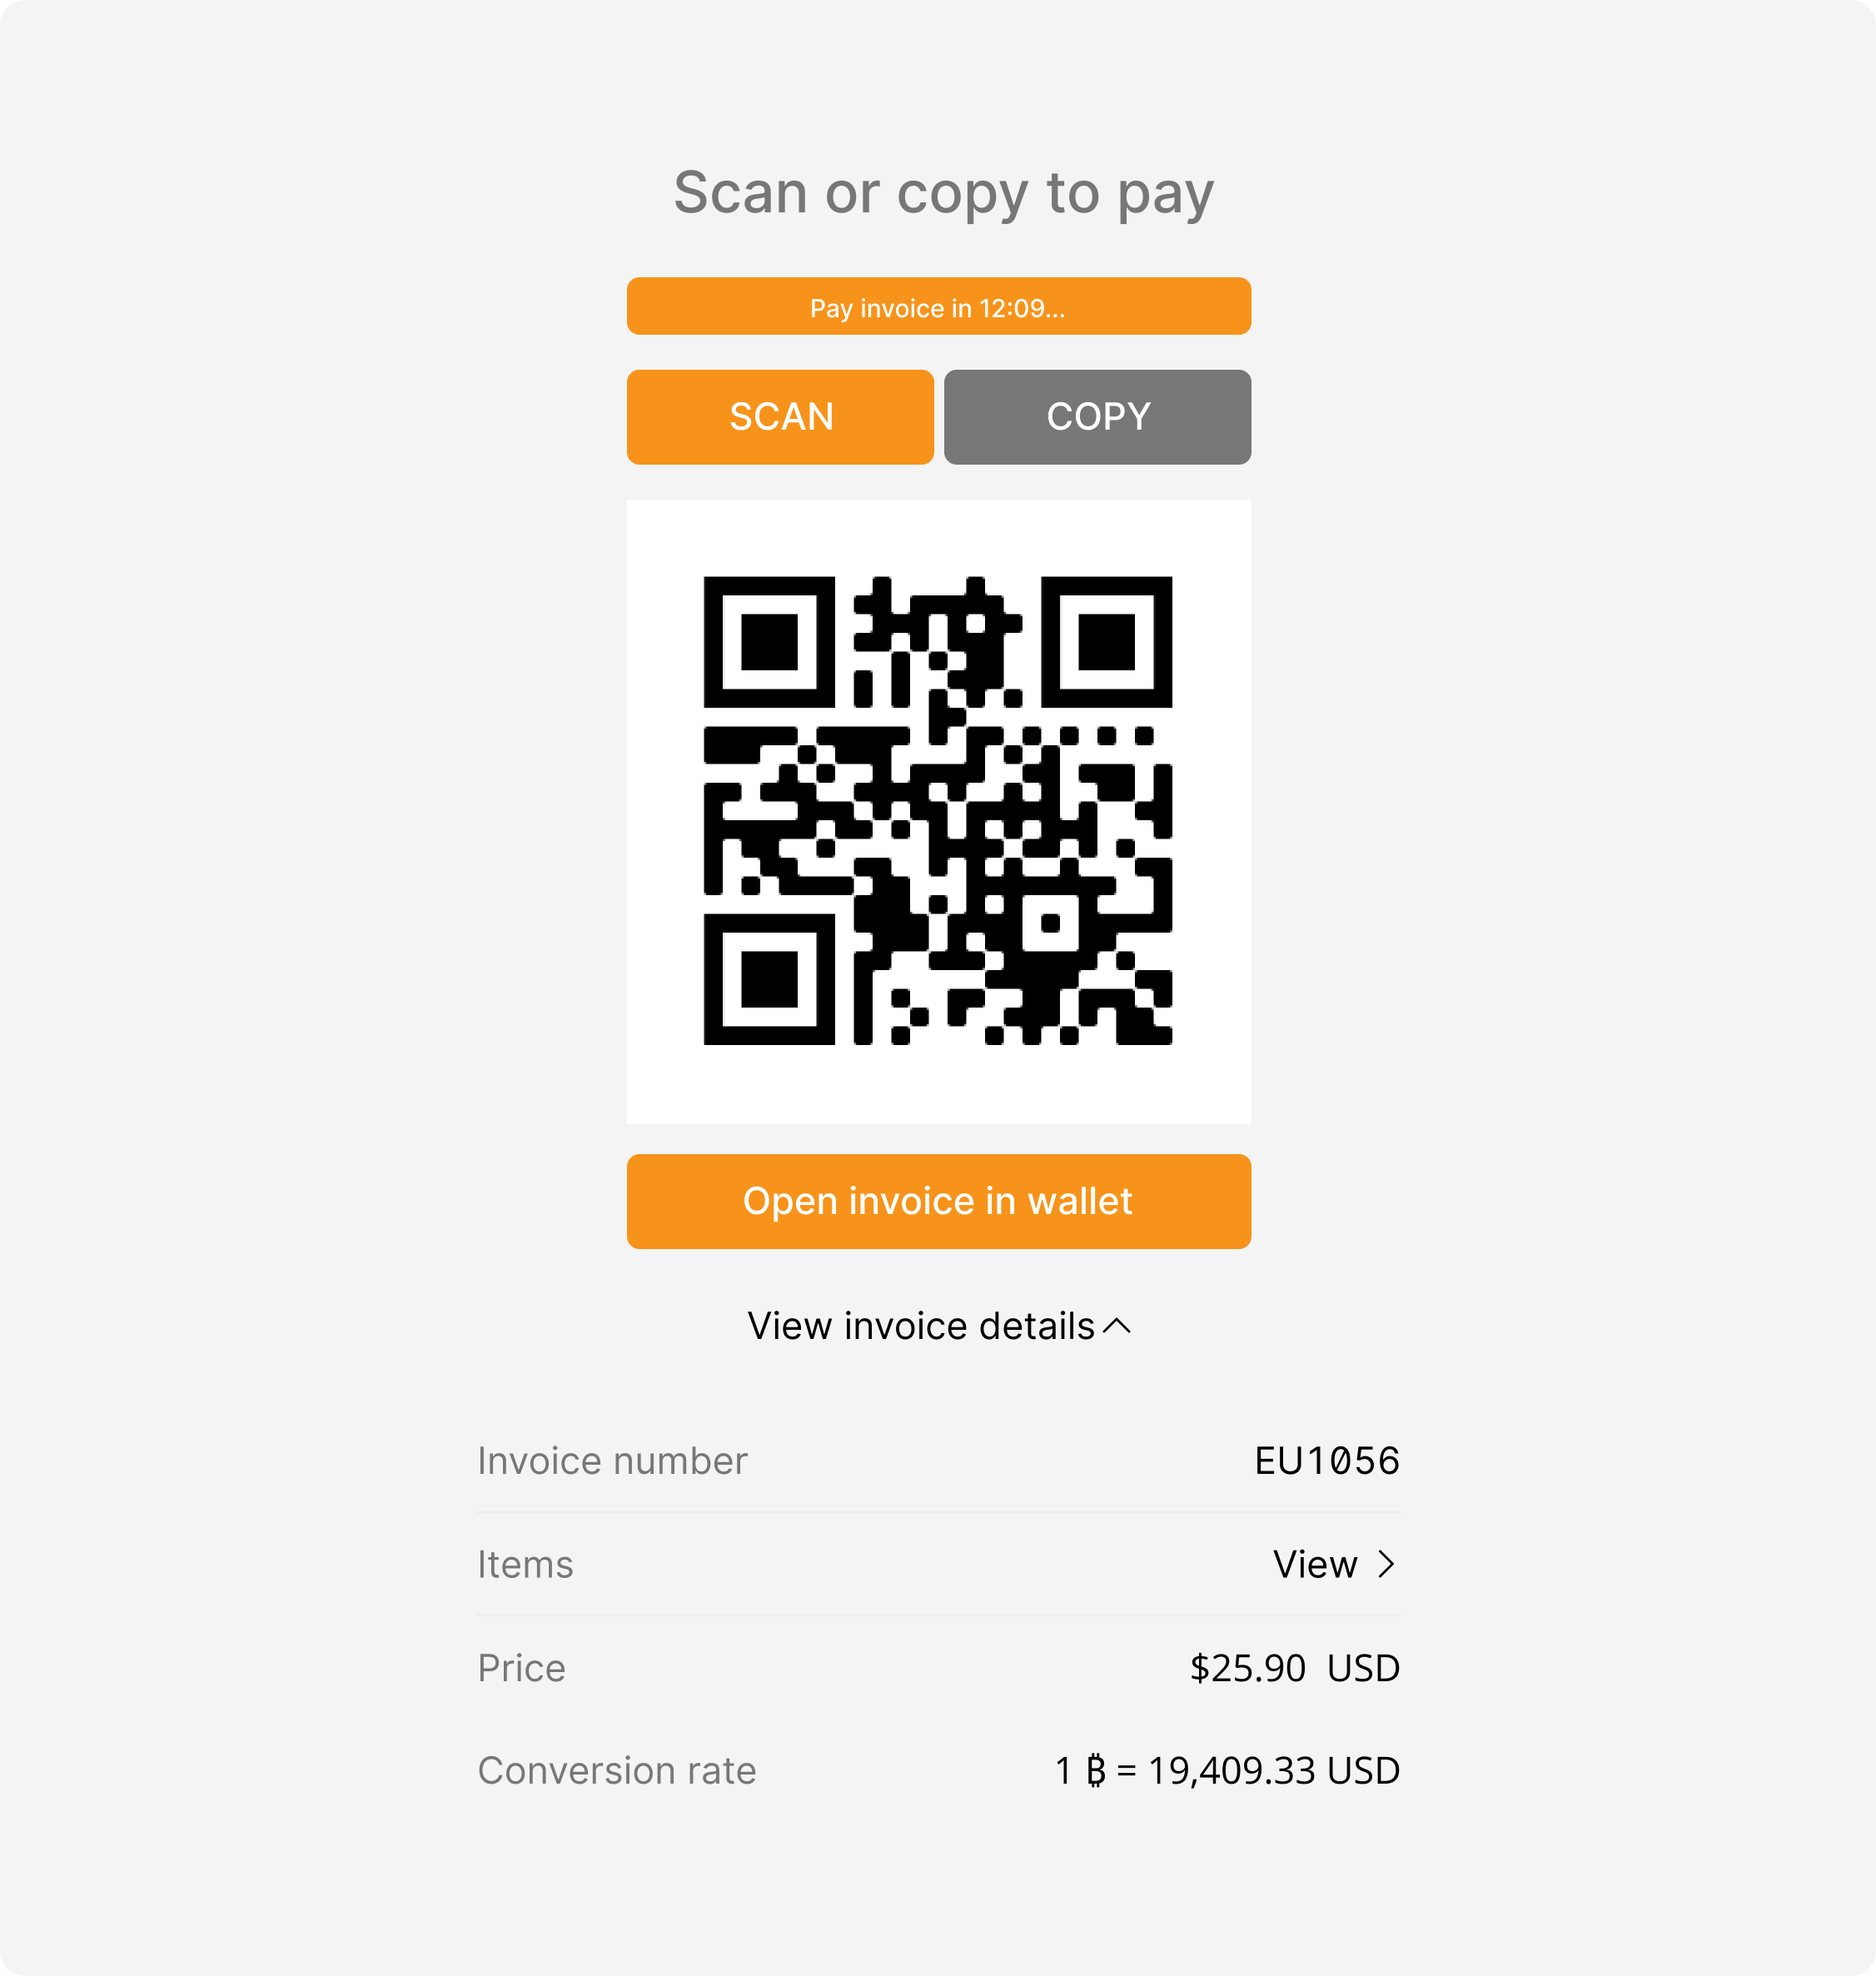 Scan or copy to pay
Pay invoice in 12:09...
SCAN COPY
Open invoice in wallet
View invoice details
Invoice number EU1056
Items View
Price $25.90 USD
Conversion rate 1 ₿ = 19,409.33 USD